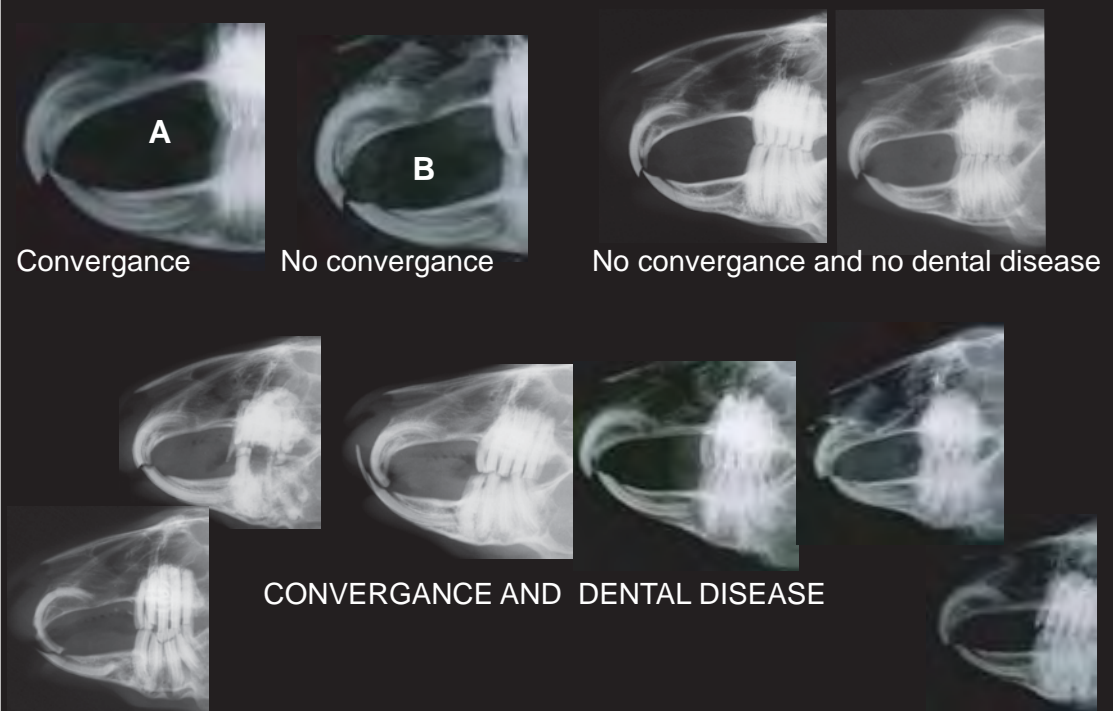 A
B
Convergance
No convergance
No convergance and no dental disease
CONVERGANCE AND  DENTAL DISEASE